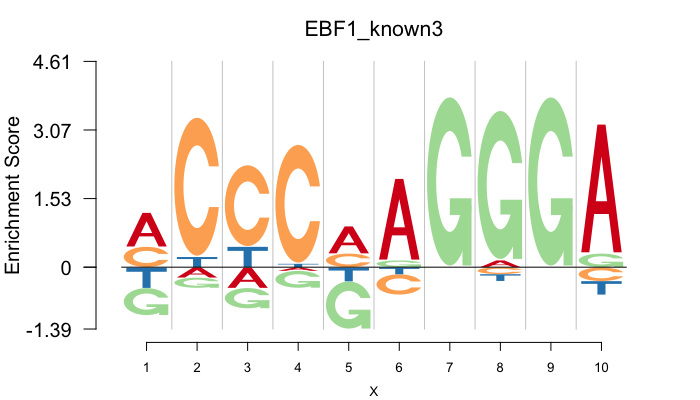 EBF1_known3
4.61
3.07
1.53
0
-1.39
Enrichment Score
A C T G
C T A G
C T A G
C T A G
A C T G
A G T C
G
G A C T
G
A G C T
1 2 3 4 5 6 7 8 9 10
X